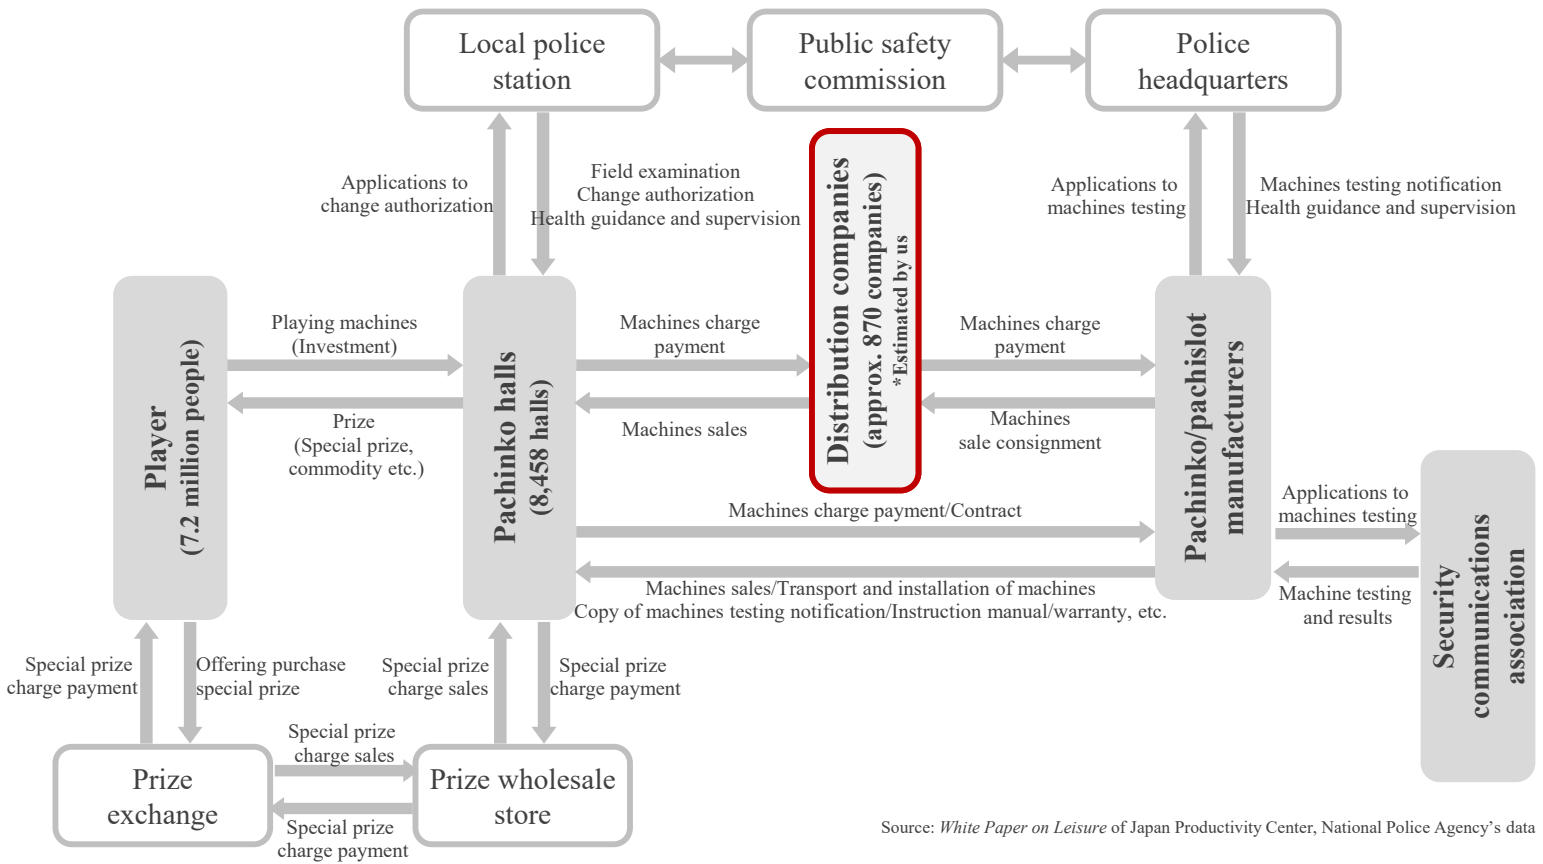 Local police
station
Public safety
commission
Police
headquarters
Applications to
change authorization
Field examination
Change authorization
Health guidance and supervision
Distribution companies
(approx. 870 companies)
*Estimated by us
Applications to
machines testing
Machines testing notification
Health guidance and supervision
Player
(7.2 million people)
Playing machines
(Investment)
Prize
(Special prize,
commodity etc.)
Pachinko halls
(8,458 halls)
Machines charge
payment
Machines sales
Machines charge
payment
Machines
sale consignment
Pachinko/pachislot
manufacturers
Machines charge payment/Contract
Machines sales/Transport and installation of machines
Copy of machines testing notification/Instruction manual/warranty, etc.
Applications to
machines testing
Machine testing
and results
Security
communications
association
Special prize
charge payment
Offering purchase
special prize
Special prize
charge sales
Special prize
charge payment
Special prize
charge sales
Prize
exchange
Prize wholesale
store
Special prize
charge payment
Source: White Paper on Leisure of Japan Productivity Center, National Police Agency’s data